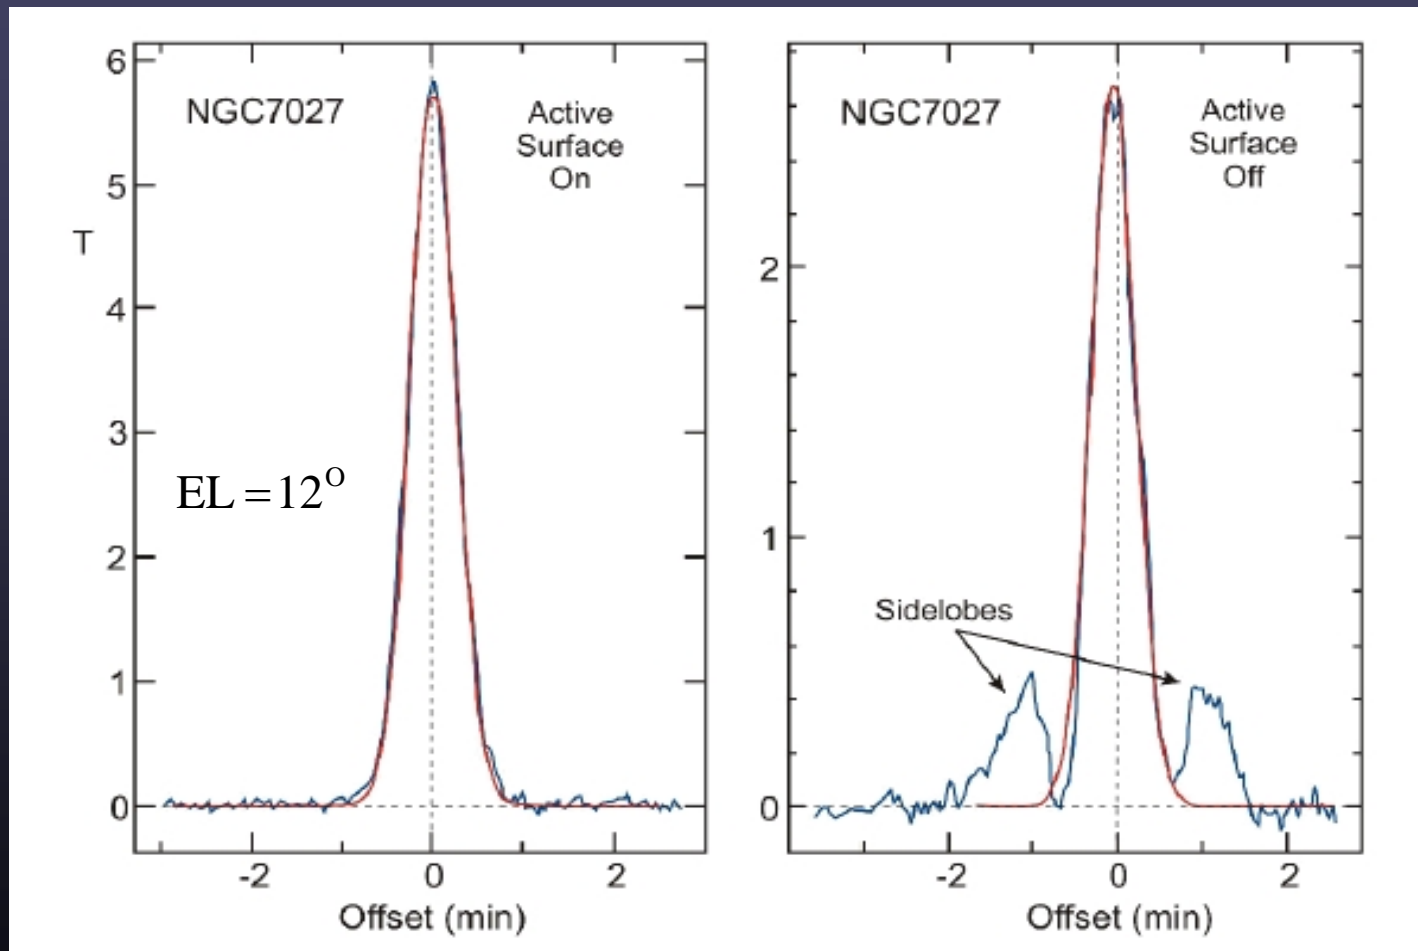 NGC7027
Active
Surface
On
T
6
5
4
3
2
1
0
EL = 12°
-2
0
2
Offset (min)
NGC7027
Active
Surface
Off
2
1
0
Sidelobes
-2
0
2
Offset (min)